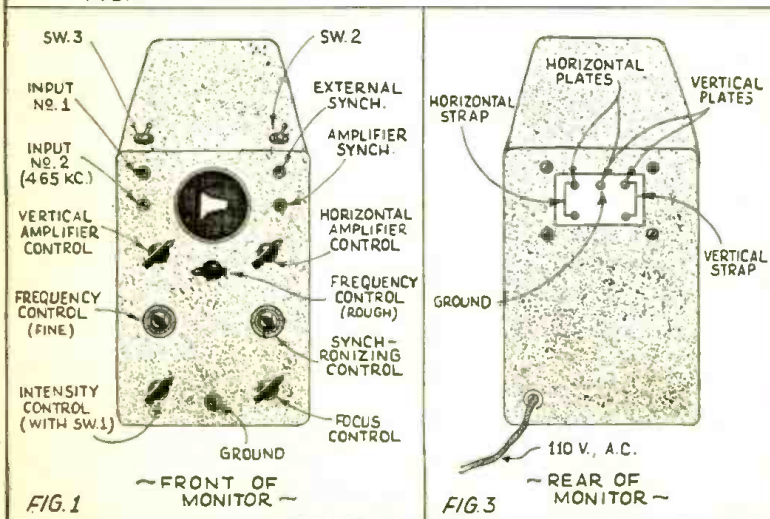 SW.3
SW.2
INPUT
Nº.1
EXTERNAL
SYNCH.
INPUT
Nº.2
(465 KC.)
AMPLIFIER
SYNCH.
VERTICAL
AMPLIFIER
CONTROL
HORIZONTAL
AMPLIFIER
CONTROL
FREQUENCY
CONTROL
(ROUGH)
FREQUENCY
CONTROL
(FINE)
SYNCH-
RONIZING
CONTROL
INTENSITY
CONTROL
(WITH SW.1)
GROUND
FOCUS
CONTROL
~FRONT OF
MONITOR~
FIG.1
HORIZONTAL
PLATES
VERTICAL
PLATES
HORIZONTAL
STRAP
VERTICAL
STRAP
GROUND
110 V., A.C.
~REAR OF
MONITOR~
FIG.3